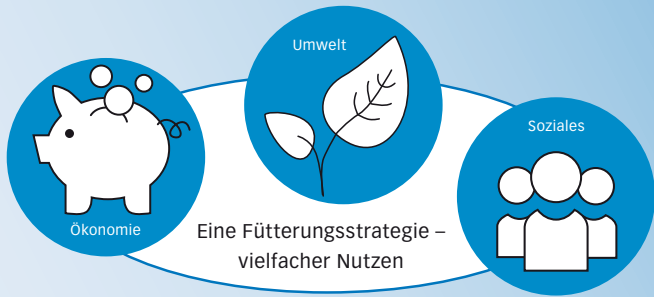 Umwelt
Soziales
Ökonomie
Eine Fütterungsstrategie –
vielfacher Nutzen